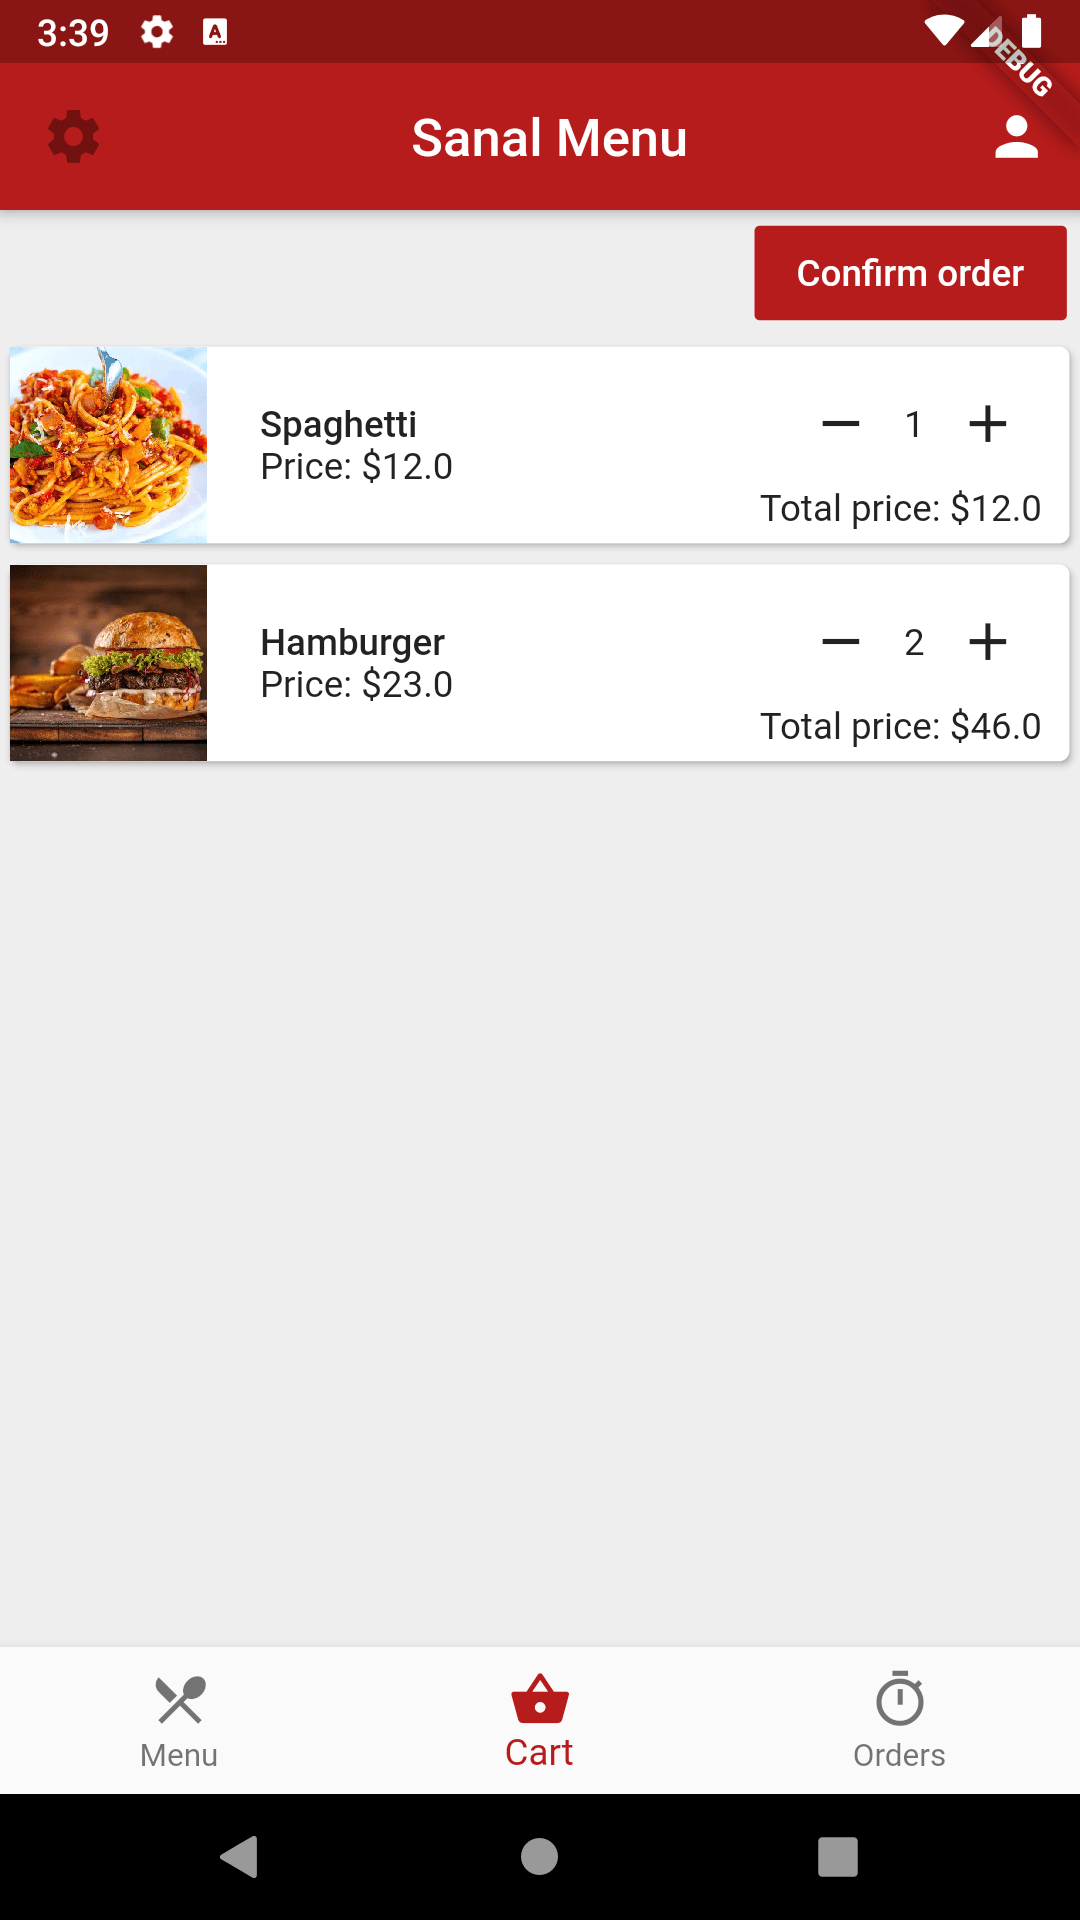 3:39
DEBUG
Sanal Menu
Confirm order
Spaghetti
1
Price: $12.0
Total price: $12.0
Hamburger
2
Price: $23.0
Total price: $46.0
Menu
Cart
Orders